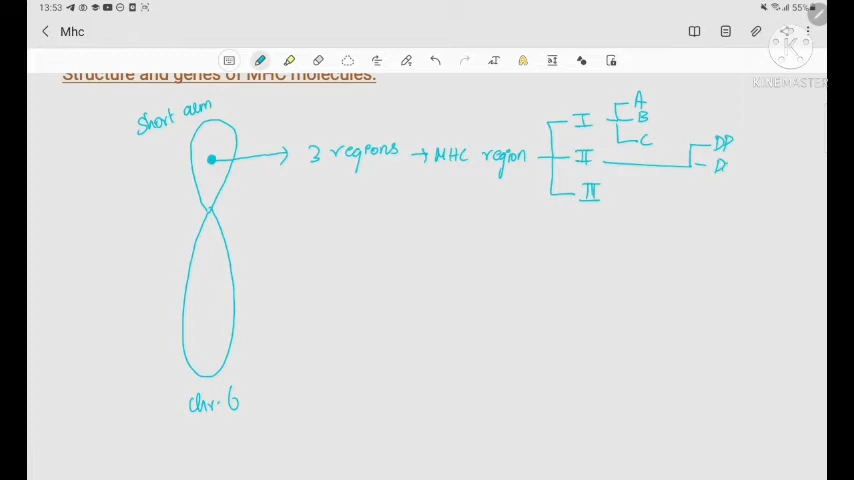 13:53
55%
Mhc
KINEMASTER
Structure and genes of MHC molecules:
short arm
3 regions → MHC region
I
A
B
C
II
DP
D
III
chr. 6